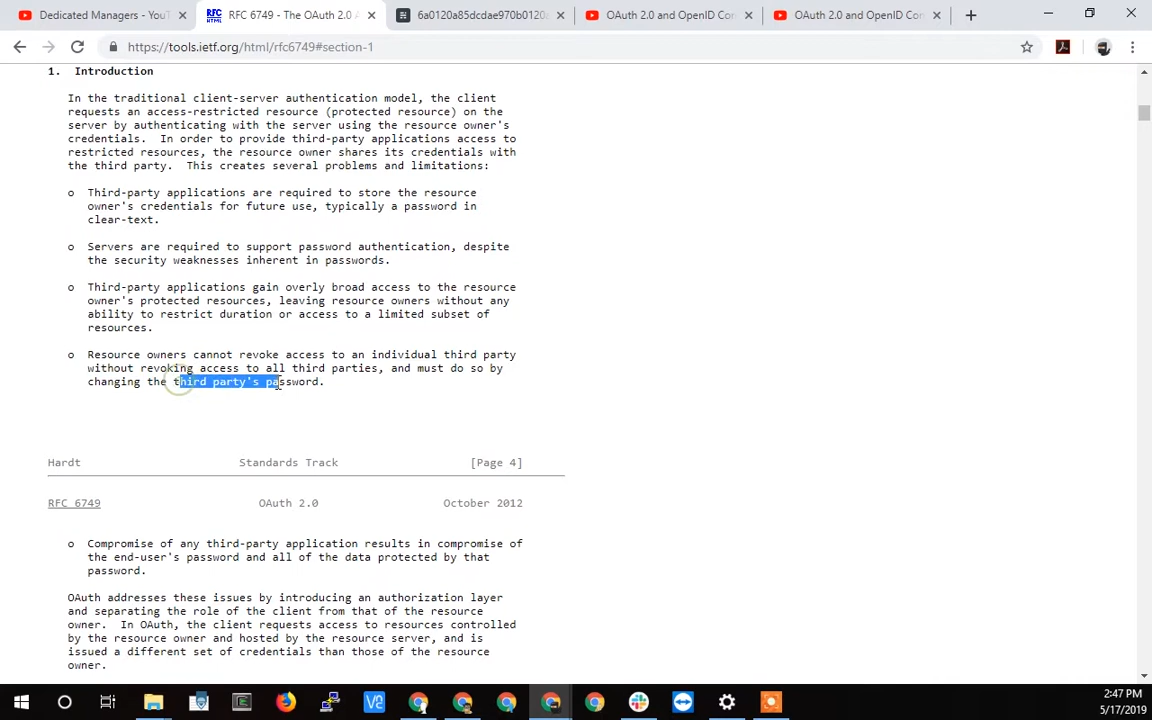 Dedicated Managers - YouT
RFC 6749 - The OAuth 2.0 A
6a0120a85dcdae970b0120a
OAuth 2.0 and OpenID Con
OAuth 2.0 and OpenID Con
https://tools.ietf.org/html/rfc6749#section-1
1. Introduction
In the traditional client-server authentication model, the client
requests an access-restricted resource (protected resource) on the
server by authenticating with the server using the resource owner's
credentials. In order to provide third-party applications access to
restricted resources, the resource owner shares its credentials with
the third party. This creates several problems and limitations:
o Third-party applications are required to store the resource
owner's credentials for future use, typically a password in
clear-text.
o Servers are required to support password authentication, despite
the security weaknesses inherent in passwords.
o Third-party applications gain overly broad access to the resource
owner's protected resources, leaving resource owners without any
ability to restrict duration or access to a limited subset of
resources.
o Resource owners cannot revoke access to an individual third party
without revoking access to all third parties, and must do so by
changing the third party's password.
Hardt Standards Track [Page 4]
RFC 6749 OAuth 2.0 October 2012
o Compromise of any third-party application results in compromise of
the end-user's password and all of the data protected by that
password.
OAuth addresses these issues by introducing an authorization layer
and separating the role of the client from that of the resource
owner. In OAuth, the client requests access to resources controlled
by the resource owner and hosted by the resource server, and is
issued a different set of credentials than those of the resource
owner.
2:47 PM
5/17/2019